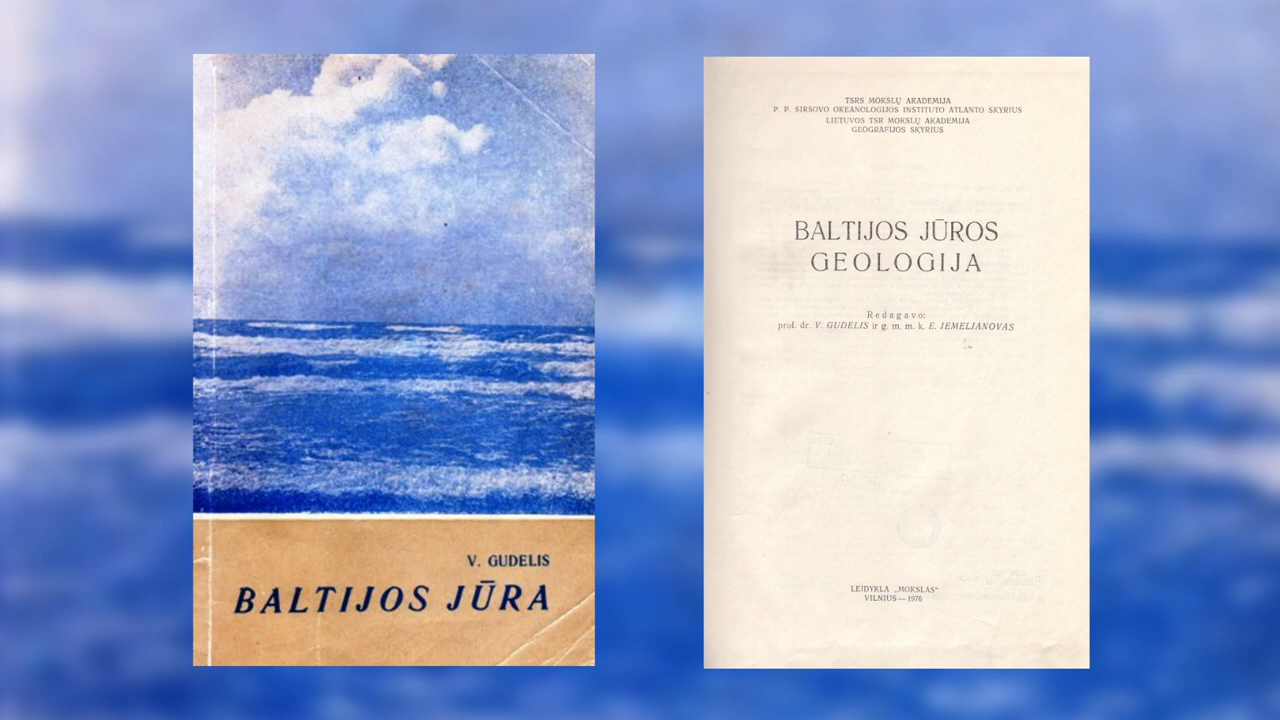 V. GUDELIS
BALTIJOS JŪRA
TSRS MOKSLŲ AKADEMIJA
P. P. SIRSOVO OKEANOLOGIJOS INSTITUTO ATLANTO SKYRIUS
LIETUVOS TSR MOKSLŲ AKADEMIJA
GEOGRAFIJOS SKYRIUS
BALTIJOS JŪROS
GEOLOGIJA
Redagavo:
prof. dr. V. GUDELIS ir g. m. m. k. E. JEMELJANOVAS
LEIDYKLA „MOKSLAS“
VILNIUS — 1976